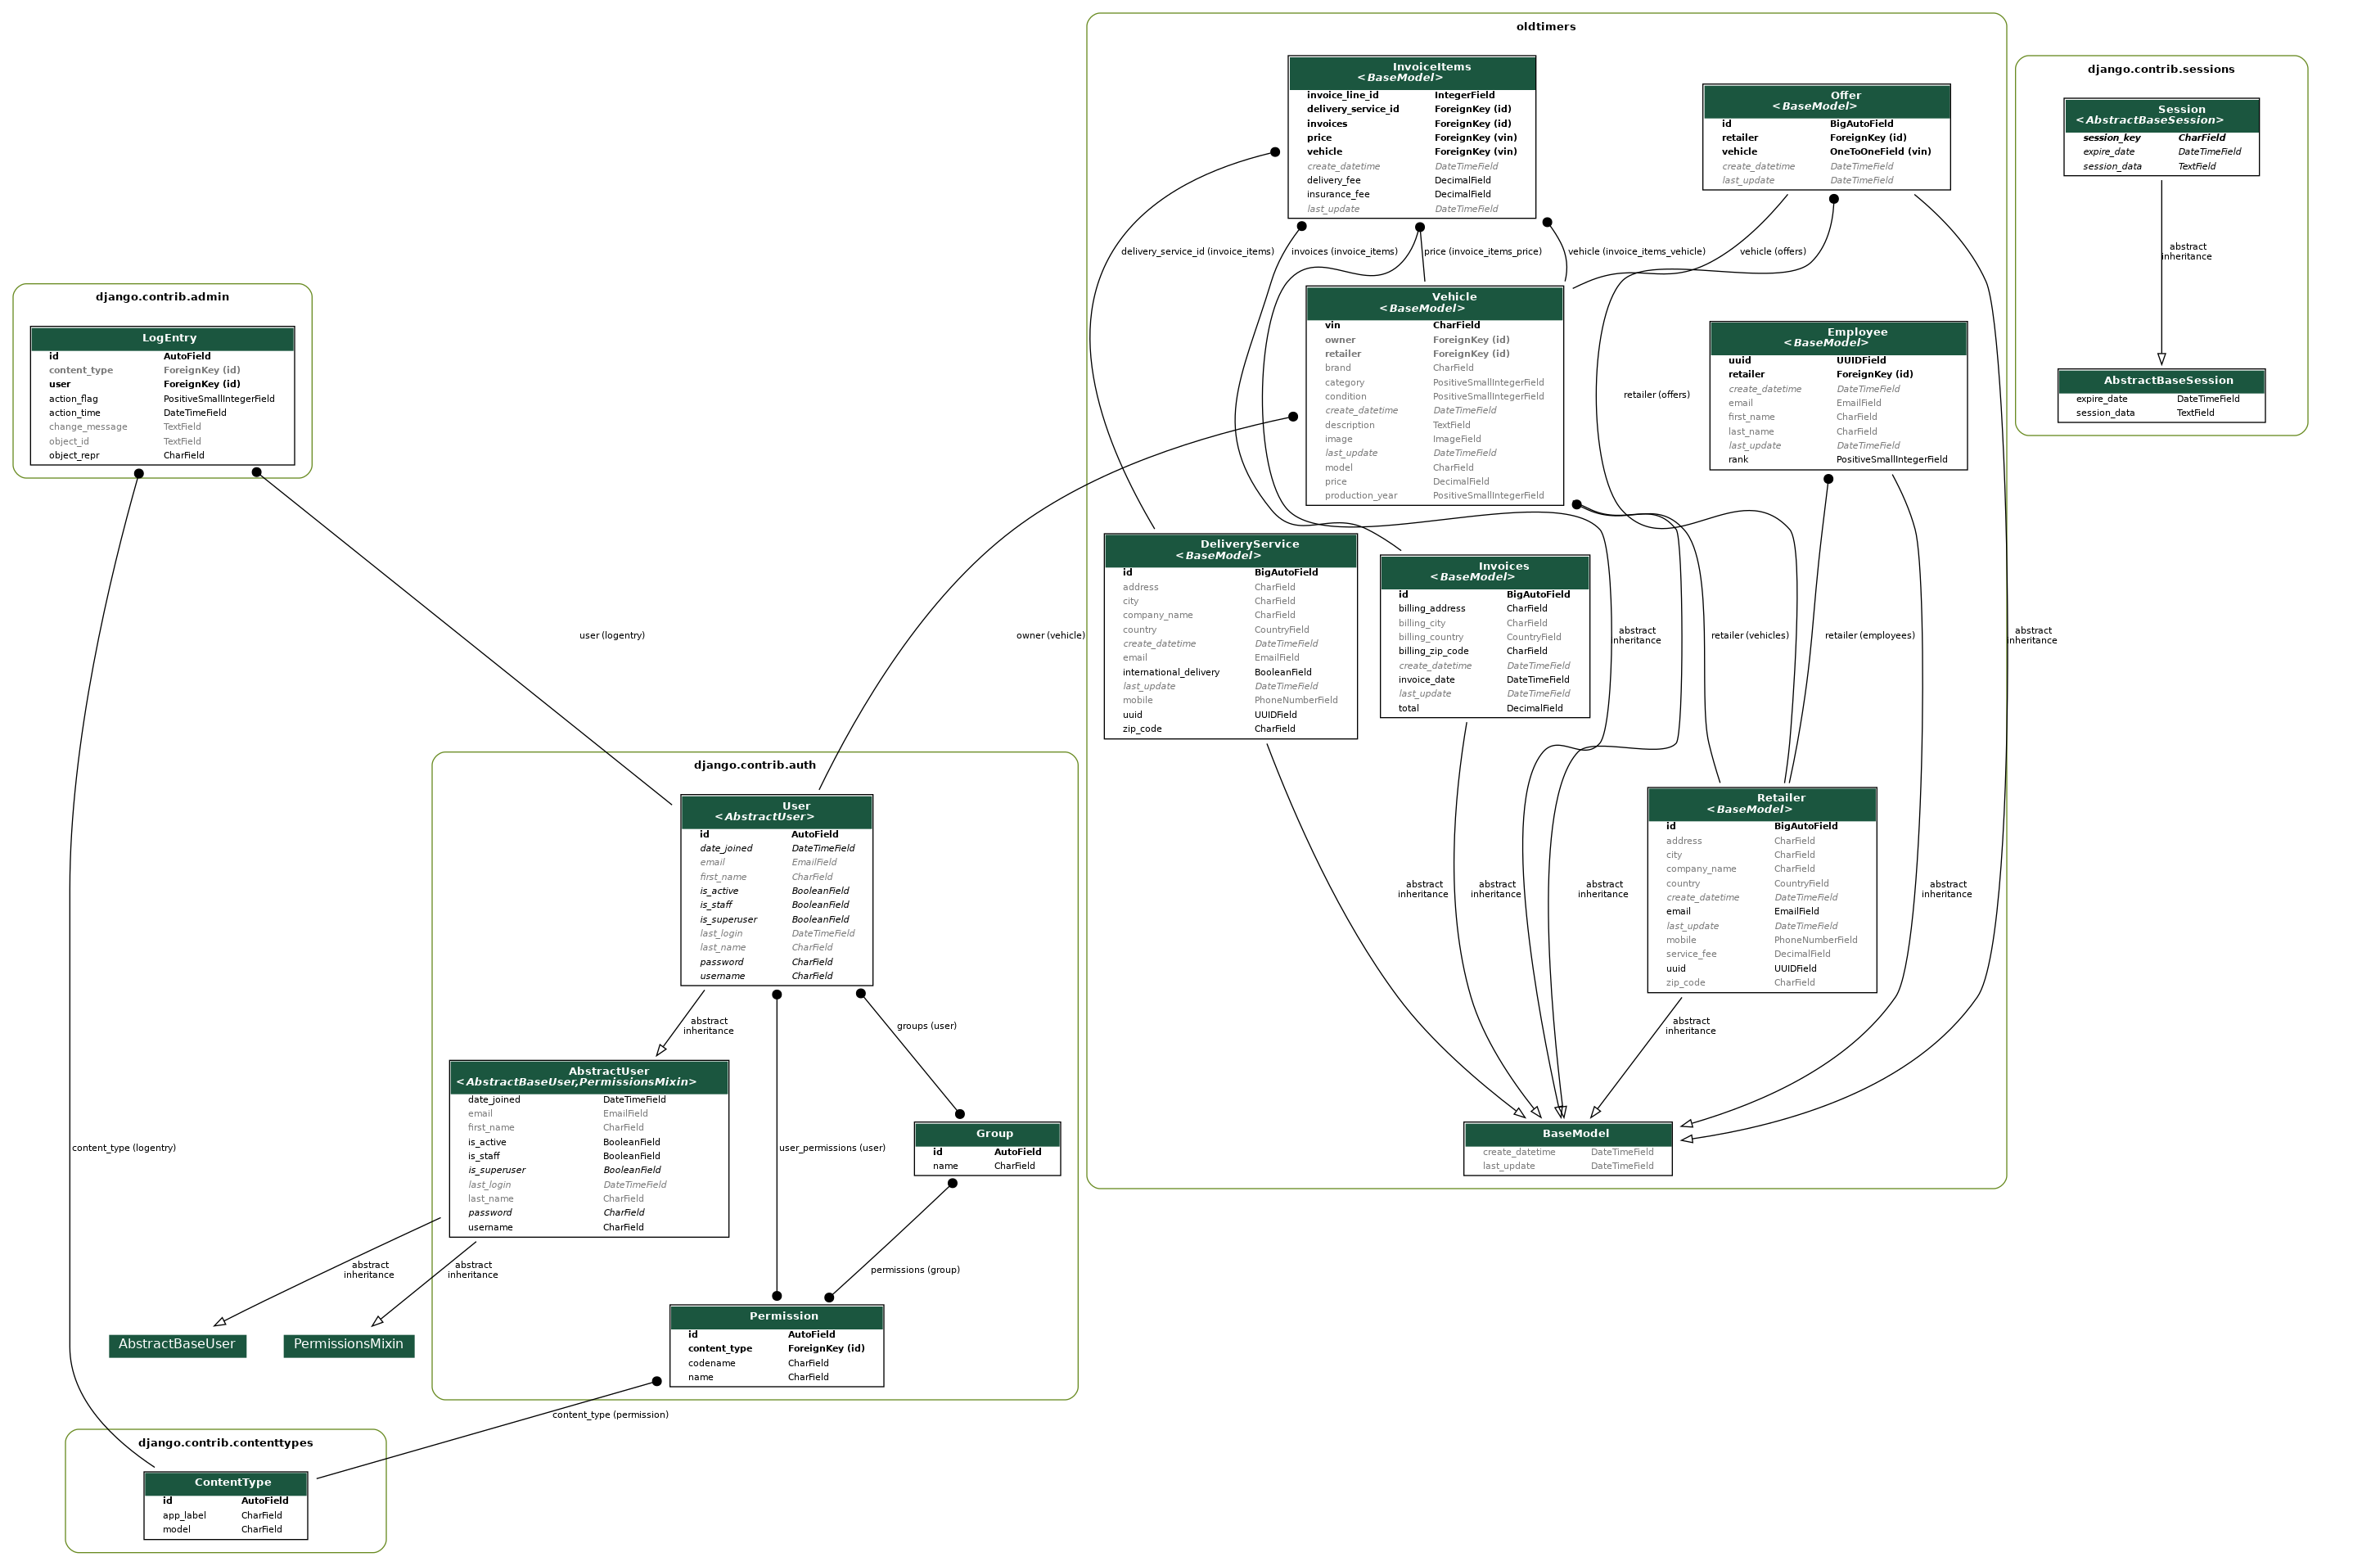 oldtimers
InvoiceItems
<BaseModel>
invoice_line_id IntegerField
delivery_service_id ForeignKey (id)
invoices ForeignKey (id)
price ForeignKey (vin)
vehicle ForeignKey (vin)
create_datetime DateTimeField
delivery_fee DecimalField
insurance_fee DecimalField
last_update DateTimeField
Offer
<BaseModel>
id BigAutoField
retailer ForeignKey (id)
vehicle OneToOneField (vin)
create_datetime DateTimeField
last_update DateTimeField
django.contrib.sessions
Session
<AbstractBaseSession>
session_key CharField
expire_date DateTimeField
session_data TextField
abstract
inheritance
AbstractBaseSession
expire_date DateTimeField
session_data TextField
delivery_service_id (invoice_items)
invoices (invoice_items)
price (invoice_items_price)
vehicle (invoice_items_vehicle)
vehicle (offers)
django.contrib.admin
LogEntry
id AutoField
content_type ForeignKey (id)
user ForeignKey (id)
action_flag PositiveSmallIntegerField
action_time DateTimeField
change_message TextField
object_id TextField
object_repr CharField
Vehicle
<BaseModel>
vin CharField
owner ForeignKey (id)
retailer ForeignKey (id)
brand CharField
category PositiveSmallIntegerField
condition PositiveSmallIntegerField
create_datetime DateTimeField
description TextField
image ImageField
last_update DateTimeField
model CharField
price DecimalField
production_year PositiveSmallIntegerField
retailer (offers)
Employee
<BaseModel>
uuid UUIDField
retailer ForeignKey (id)
create_datetime DateTimeField
email EmailField
first_name CharField
last_name CharField
last_update DateTimeField
rank PositiveSmallIntegerField
DeliveryService
<BaseModel>
id BigAutoField
address CharField
city CharField
company_name CharField
country CountryField
create_datetime DateTimeField
email EmailField
international_delivery BooleanField
last_update DateTimeField
mobile PhoneNumberField
uuid UUIDField
zip_code CharField
Invoices
<BaseModel>
id BigAutoField
billing_address CharField
billing_city CharField
billing_country CountryField
billing_zip_code CharField
create_datetime DateTimeField
invoice_date DateTimeField
last_update DateTimeField
total DecimalField
user (logentry)
owner (vehicle)
abstract
inheritance
retailer (vehicles)
retailer (employees)
abstract
inheritance
django.contrib.auth
User
<AbstractUser>
id AutoField
date_joined DateTimeField
email EmailField
first_name CharField
is_active BooleanField
is_staff BooleanField
is_superuser BooleanField
last_login DateTimeField
last_name CharField
password CharField
username CharField
Retailer
<BaseModel>
id BigAutoField
address CharField
city CharField
company_name CharField
country CountryField
create_datetime DateTimeField
email EmailField
last_update DateTimeField
mobile PhoneNumberField
service_fee DecimalField
uuid UUIDField
zip_code CharField
abstract
inheritance
abstract
inheritance
abstract
inheritance
abstract
inheritance
abstract
inheritance
abstract
inheritance
groups (user)
AbstractUser
<AbstractBaseUser,PermissionsMixin>
date_joined DateTimeField
email EmailField
first_name CharField
is_active BooleanField
is_staff BooleanField
is_superuser BooleanField
last_login DateTimeField
last_name CharField
password CharField
username CharField
content_type (logentry)
user_permissions (user)
Group
id AutoField
name CharField
BaseModel
create_datetime DateTimeField
last_update DateTimeField
abstract
inheritance
abstract
inheritance
permissions (group)
AbstractBaseUser
PermissionsMixin
Permission
id AutoField
content_type ForeignKey (id)
codename CharField
name CharField
content_type (permission)
django.contrib.contenttypes
ContentType
id AutoField
app_label CharField
model CharField